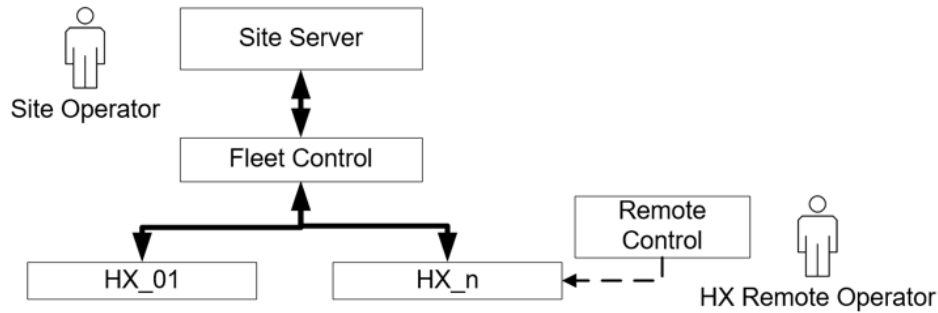 Site Server
Site Operator
Fleet Control
Remote
Control
HX_01
HX_n
HX Remote Operator